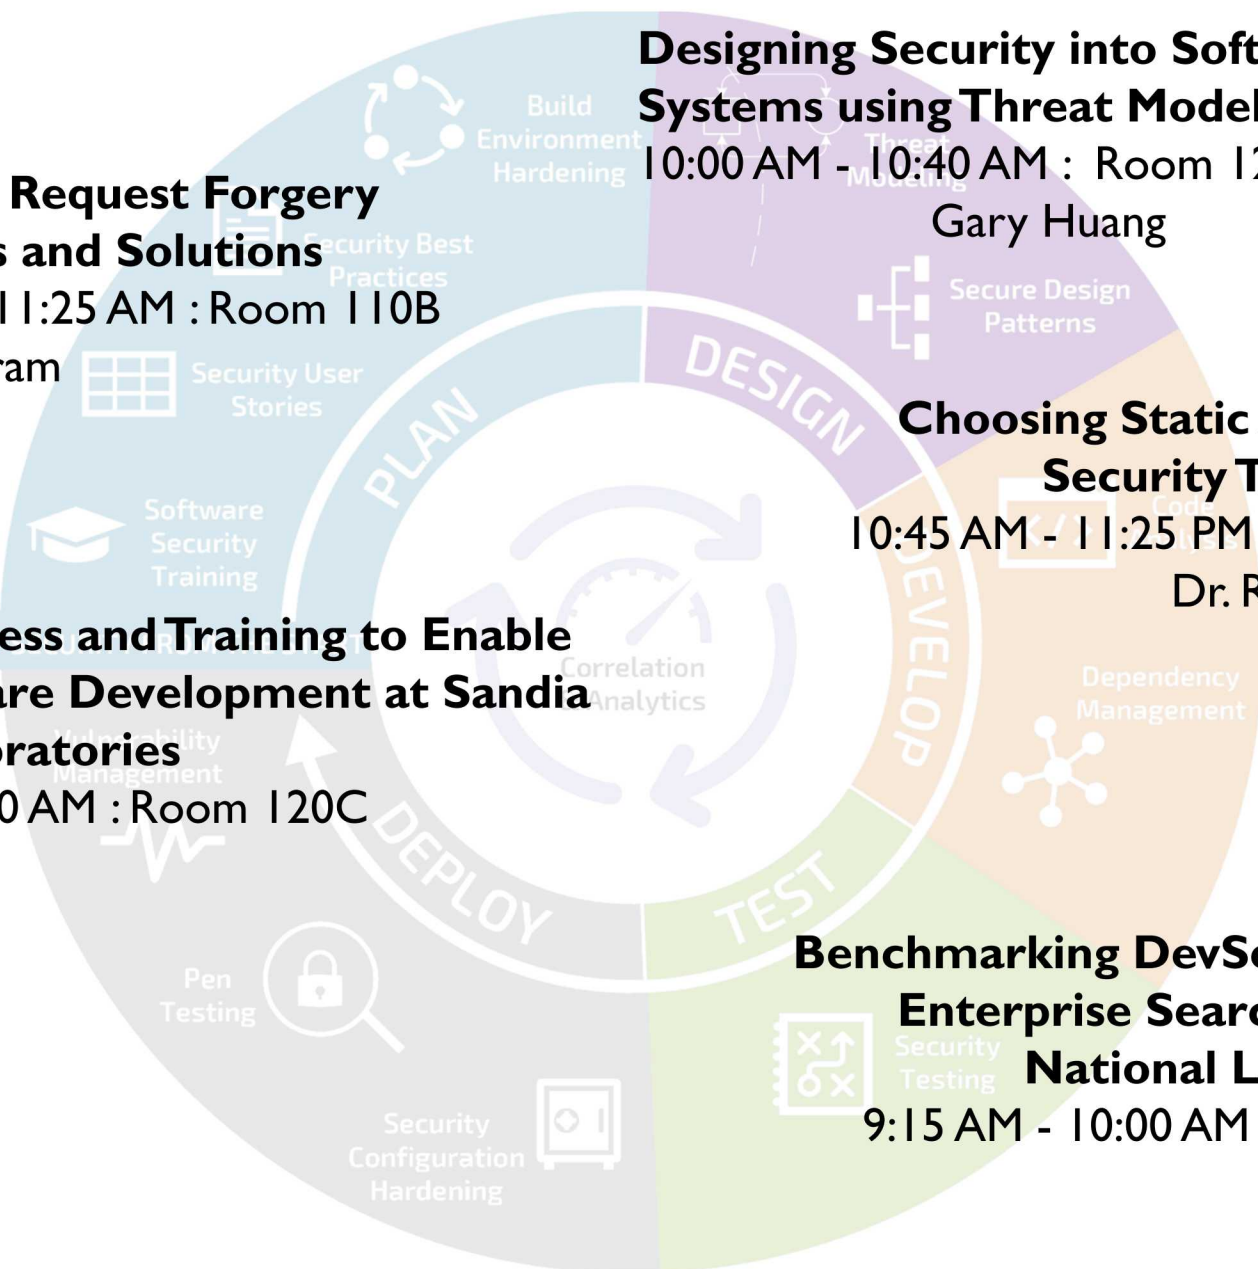 Designing Security into Soft
Systems using Threat Model
10:00 AM - 10:40 AM : Room 12
Gary Huang
Request Forgery
s and Solutions
11:25 AM : Room 110B
ram
Choosing Static
Security T
10:45 AM - 11:25 PM
Dr. R
ess and Training to Enable
are Development at Sandia
oratories
0 AM : Room 120C
Benchmarking DevSe
Enterprise Searc
National L
9:15 AM - 10:00 AM
Build
Environment
Hardening
Threat
Modeling
Security Best
Practices
Secure Design
Patterns
Security User
Stories
Software
Security
Training
Code
Dependency
Management
Correlation
Analytics
Vulnerability
Management
Pen
Testing
Security
Testing
Security
Configuration
Hardening
PLAN
DESIGN
DEVELOP
TEST
DEPLOY